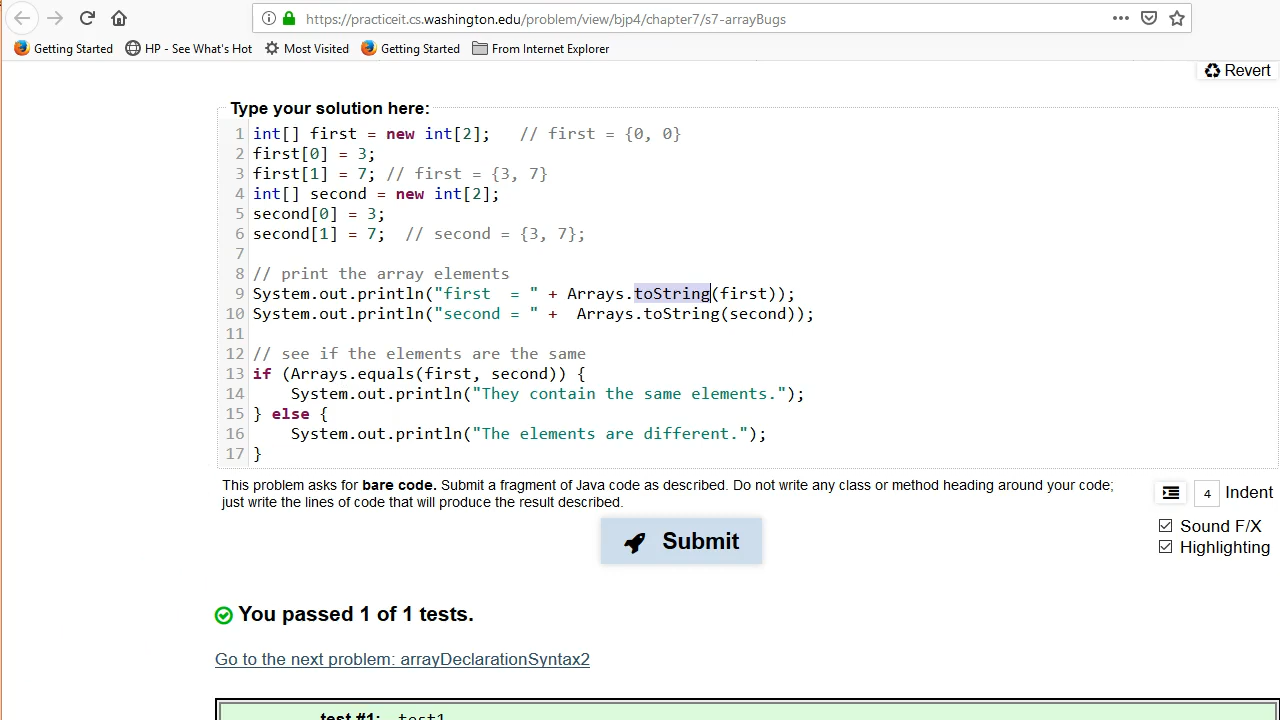 https://practiceit.cs.washington.edu/problem/view/bjp4/chapter7/s7-arrayBugs
Getting Started HP - See What's Hot Most Visited Getting Started From Internet Explorer
Revert
Type your solution here:
1 int[] first = new int[2];   // first = {0, 0}
2 first[0] = 3;
3 first[1] = 7; // first = {3, 7}
4 int[] second = new int[2];
5 second[0] = 3;
6 second[1] = 7;  // second = {3, 7};
7
8 // print the array elements
9 System.out.println("first  = " + Arrays.toString(first));
10 System.out.println("second = " +  Arrays.toString(second));
11
12 // see if the elements are the same
13 if (Arrays.equals(first, second)) {
14     System.out.println("They contain the same elements.");
15 } else {
16     System.out.println("The elements are different.");
17 }
This problem asks for bare code. Submit a fragment of Java code as described. Do not write any class or method heading around your code;
just write the lines of code that will produce the result described.
4 Indent
Sound F/X
Highlighting
Submit
You passed 1 of 1 tests.
Go to the next problem: arrayDeclarationSyntax2
test #1: test1